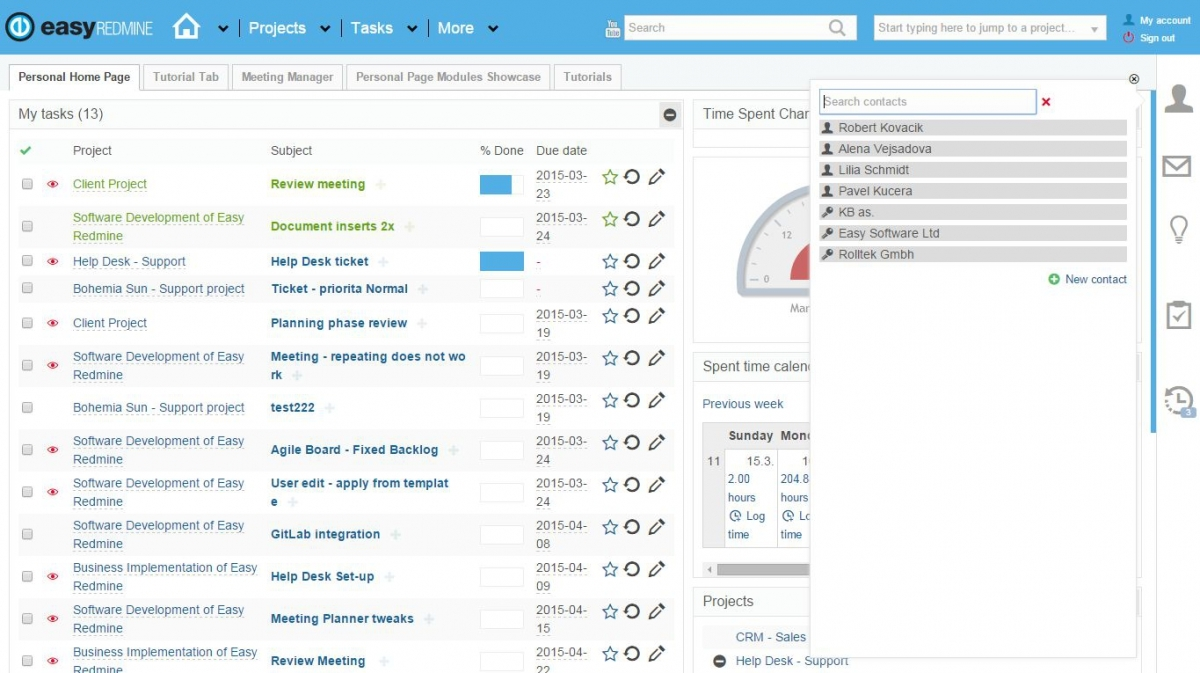 easyREDMINE
Projects
Tasks
More
You
Tube
Search
Start typing here to jump to a project...
My account
Sign out
Personal Home Page
Tutorial Tab
Meeting Manager
Personal Page Modules Showcase
Tutorials
My tasks (13)
Project Subject % Done Due date
Client Project Review meeting 2015-03-
23
Software Development of Easy
Redmine
Document inserts 2x
2015-03-
24
Help Desk - Support Help Desk ticket -
Bohemia Sun - Support project Ticket - priorita Normal -
Client Project Planning phase review 2015-03-
19
Software Development of Easy
Redmine
Meeting - repeating does not wo
rk
2015-03-
19
Bohemia Sun - Support project test222 2015-03-
19
Software Development of Easy
Redmine
Agile Board - Fixed Backlog
2015-03-
24
Software Development of Easy
Redmine
User edit - apply from templat
e
2015-03-
24
Software Development of Easy
Redmine
GitLab integration
2015-04-
08
Business Implementation of Easy
Redmine
Help Desk Set-up
2015-04-
09
Software Development of Easy
Redmine
Meeting Planner tweaks
2015-04-
15
Business Implementation of Easy
Redmine
Review Meeting
2015-04-
22
Time Spent Char
12
0
Mar
Spent time calen
Previous week
Sunday Mond
11 15.3. 1
2.00 204.8
hours hours
Log Lo
time time
Projects
CRM - Sales
Help Desk - Support
Search contacts
Robert Kovacik
Alena Vejsadova
Lilia Schmidt
Pavel Kucera
KB as.
Easy Software Ltd
Rolltek Gmbh
New contact
3